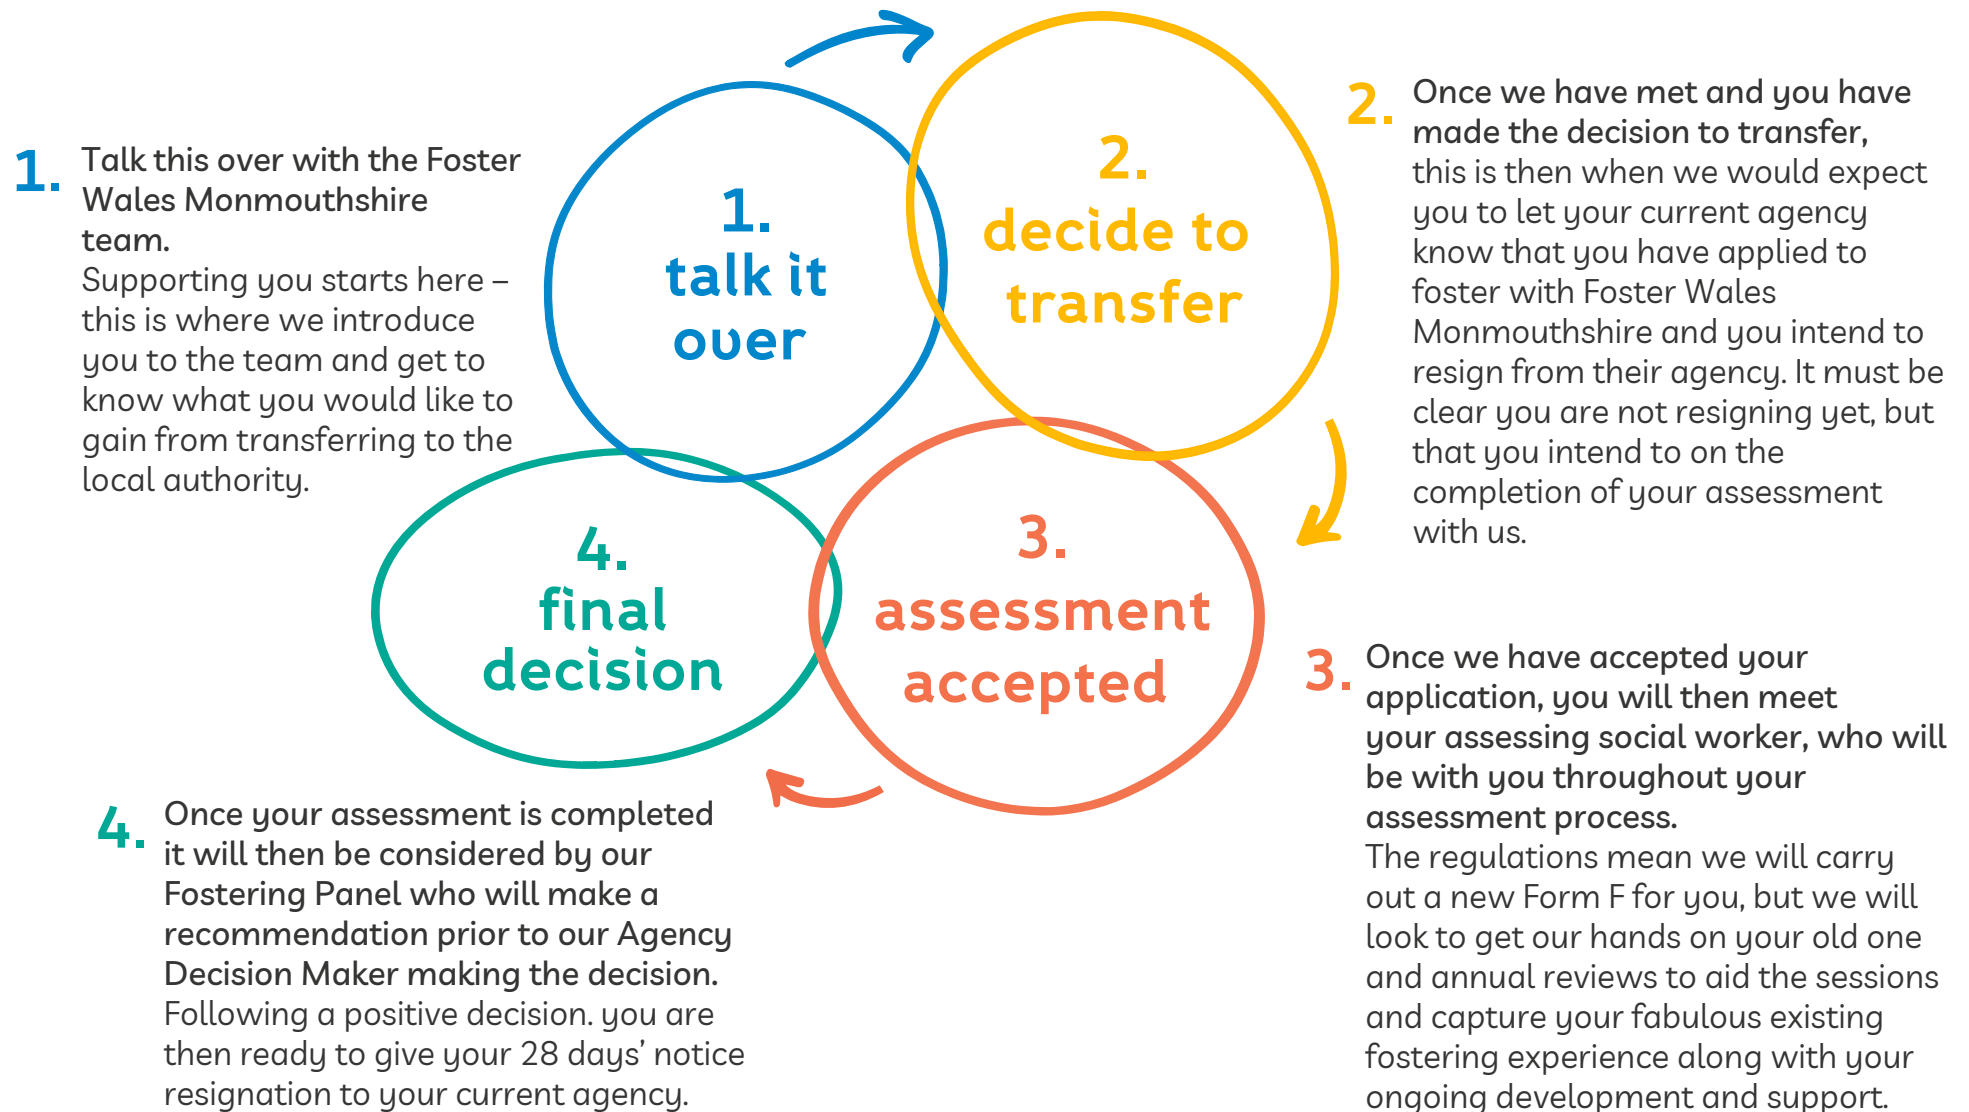 1.
Talk this over with the Foster
Wales Monmouthshire
team.
Supporting you starts here –
this is where we introduce
you to the team and get to
know what you would like to
gain from transferring to the
local authority.
1.
talk it
over
2.
decide to
transfer
2.
Once we have met and you have
made the decision to transfer,
this is then when we would expect
you to let your current agency
know that you have applied to
foster with Foster Wales
Monmouthshire and you intend to
resign from their agency. It must be
clear you are not resigning yet, but
that you intend to on the
completion of your assessment
with us.
3.
assessment
accepted
3.
Once we have accepted your
application, you will then meet
your assessing social worker, who will
be with you throughout your
assessment process.
The regulations mean we will carry
out a new Form F for you, but we will
look to get our hands on your old one
and annual reviews to aid the sessions
and capture your fabulous existing
fostering experience along with your
ongoing development and support.
4.
final
decision
4.
Once your assessment is completed
it will then be considered by our
Fostering Panel who will make a
recommendation prior to our Agency
Decision Maker making the decision.
Following a positive decision. you are
then ready to give your 28 days’ notice
resignation to your current agency.